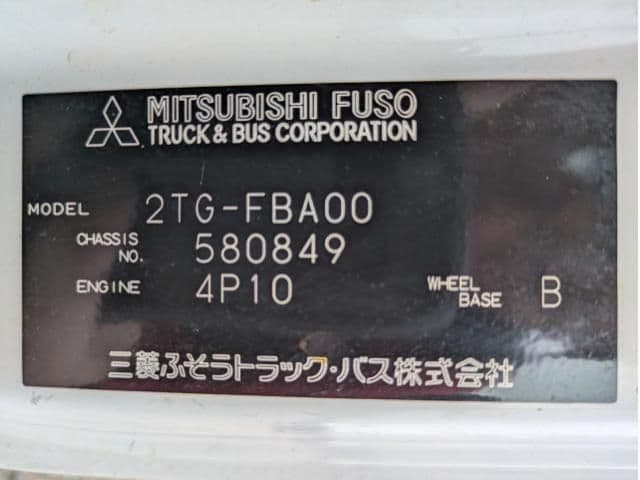 MITSUBISHI FUSO
TRUCK & BUS CORPORATION
MODEL 2TG-FBA00
CHASSIS NO. 580849
ENGINE 4P10 WHEEL BASE B
三菱ふそうトラック・バス株式会社